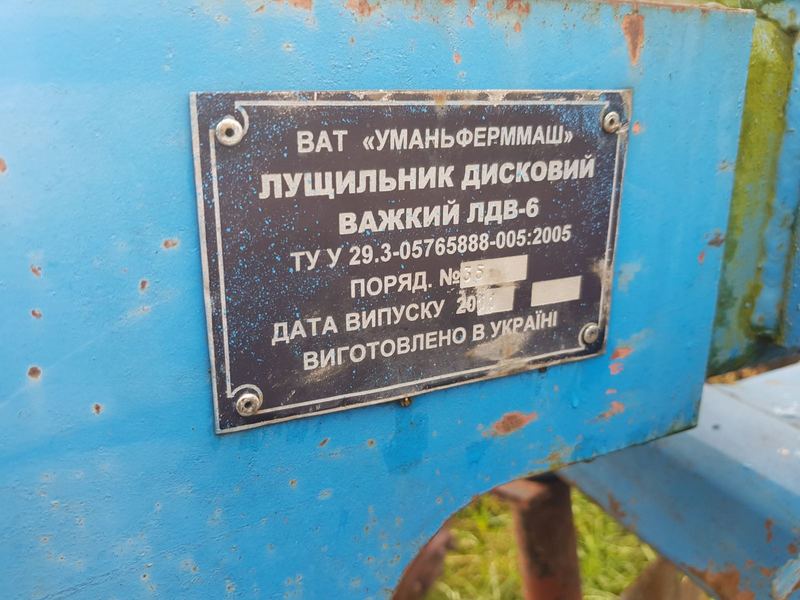 ВАТ «УМАНЬФЕРММАШ»
ЛУЩИЛЬНИК ДИСКОВИЙ
ВАЖКИЙ ЛДВ-6
ТУ У 29.3-05765888-005:2005
ПОРЯД. №
ДАТА ВИПУСКУ
ВИГОТОВЛЕНО В УКРАЇНІ